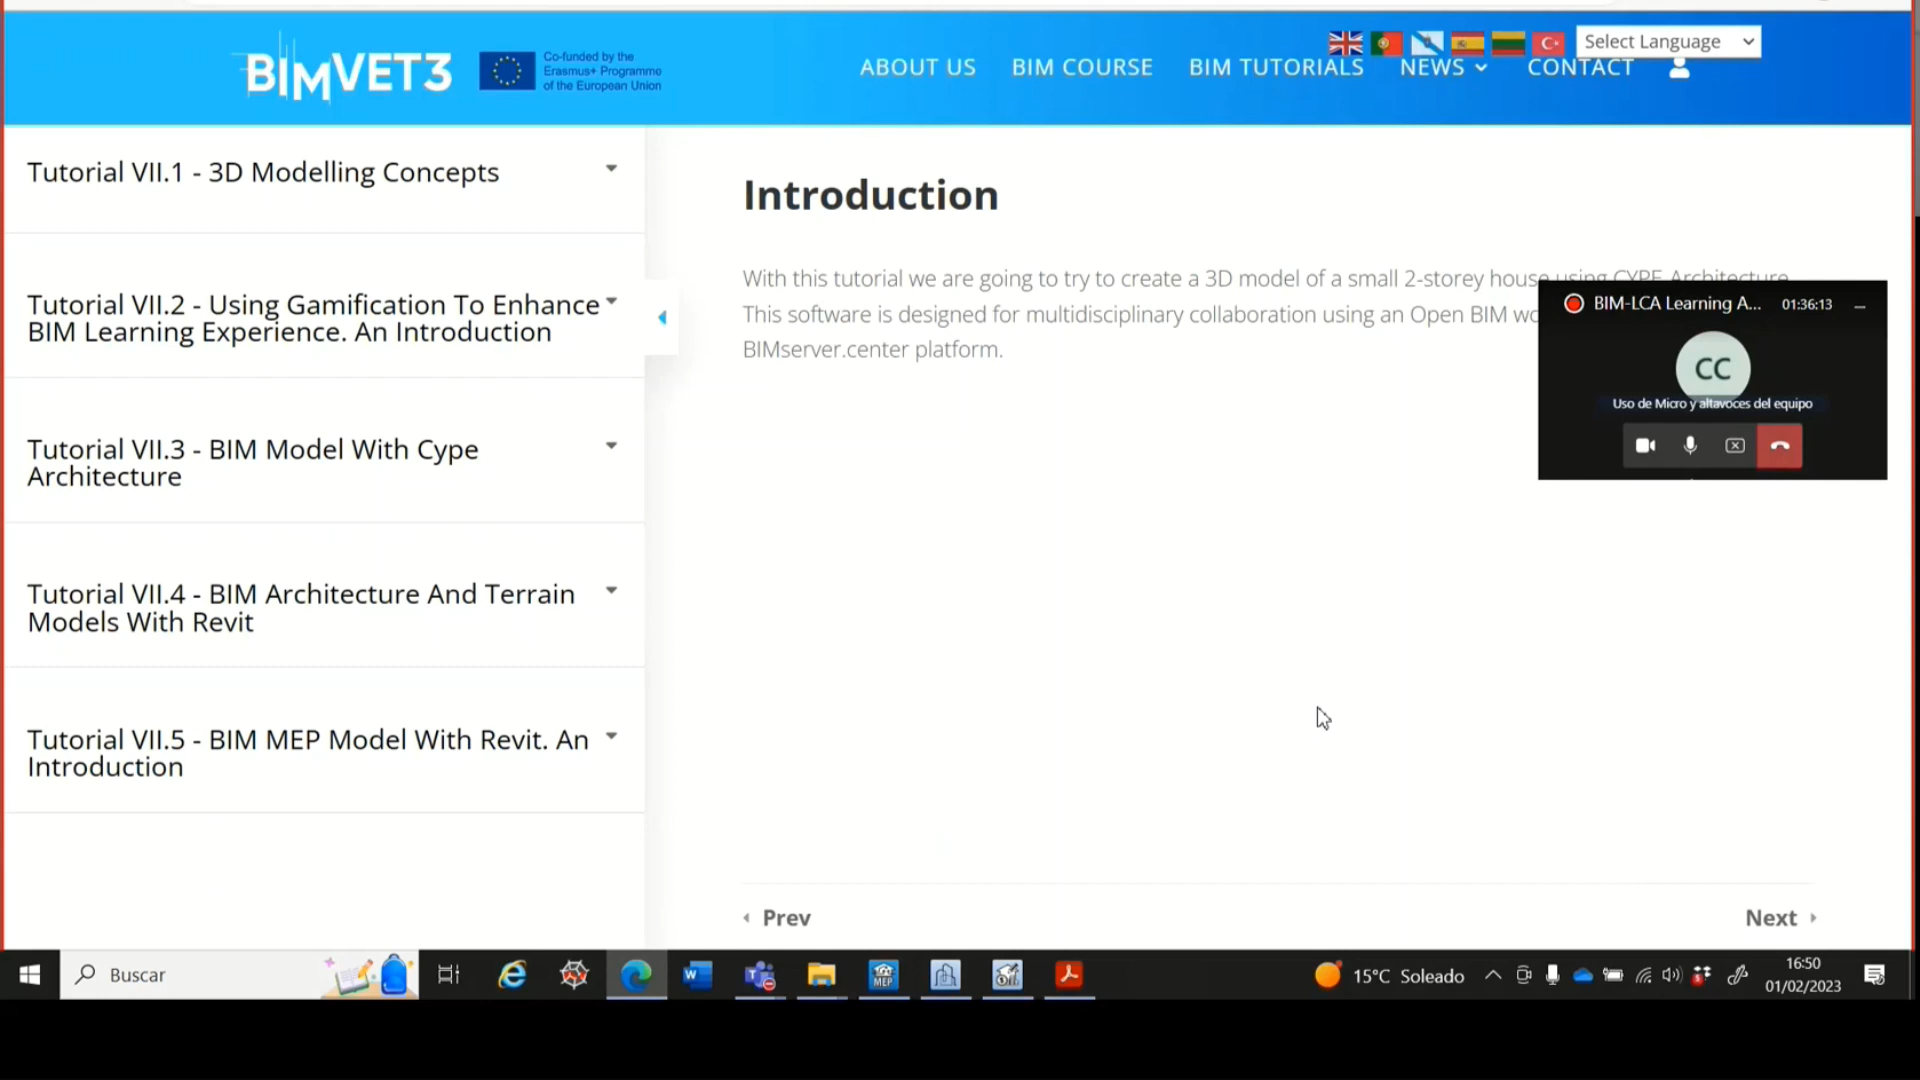 BIMVET3
Co-funded by the
Erasmus+ Programme
of the European Union
ABOUT US
BIM COURSE
BIM TUTORIALS
NEWS
CONTACT
Select Language
Tutorial VII.1 - 3D Modelling Concepts
Tutorial VII.2 - Using Gamification To Enhance
BIM Learning Experience. An Introduction
Tutorial VII.3 - BIM Model With Cype
Architecture
Tutorial VII.4 - BIM Architecture And Terrain
Models With Revit
Tutorial VII.5 - BIM MEP Model With Revit. An
Introduction
Introduction
With this tutorial we are going to try to create a 3D model of a small 2-storey house using CYPE Architecture.
This software is designed for multidisciplinary collaboration using an Open BIM
BIMserver.center platform.
BIM-LCA Learning A...
01:36:13
CC
Uso de Micro y altavoces del equipo
Prev
Next
Buscar
MEP
15°C Soleado
16:50
01/02/2023